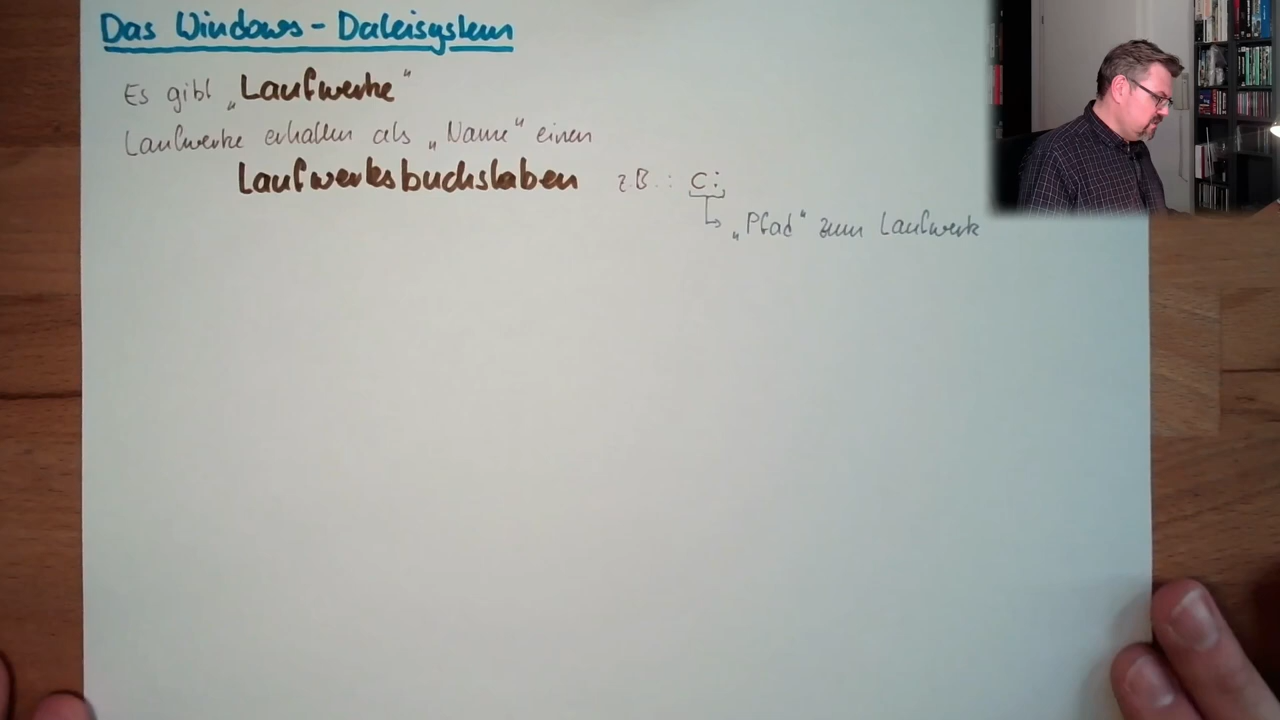 Das Windows-Dateisystem
Es gibt „Laufwerke"
Laufwerke erhalten als „Name" einen
Laufwerksbuchstaben z.B.: C:
„Pfad" zum Laufwerk